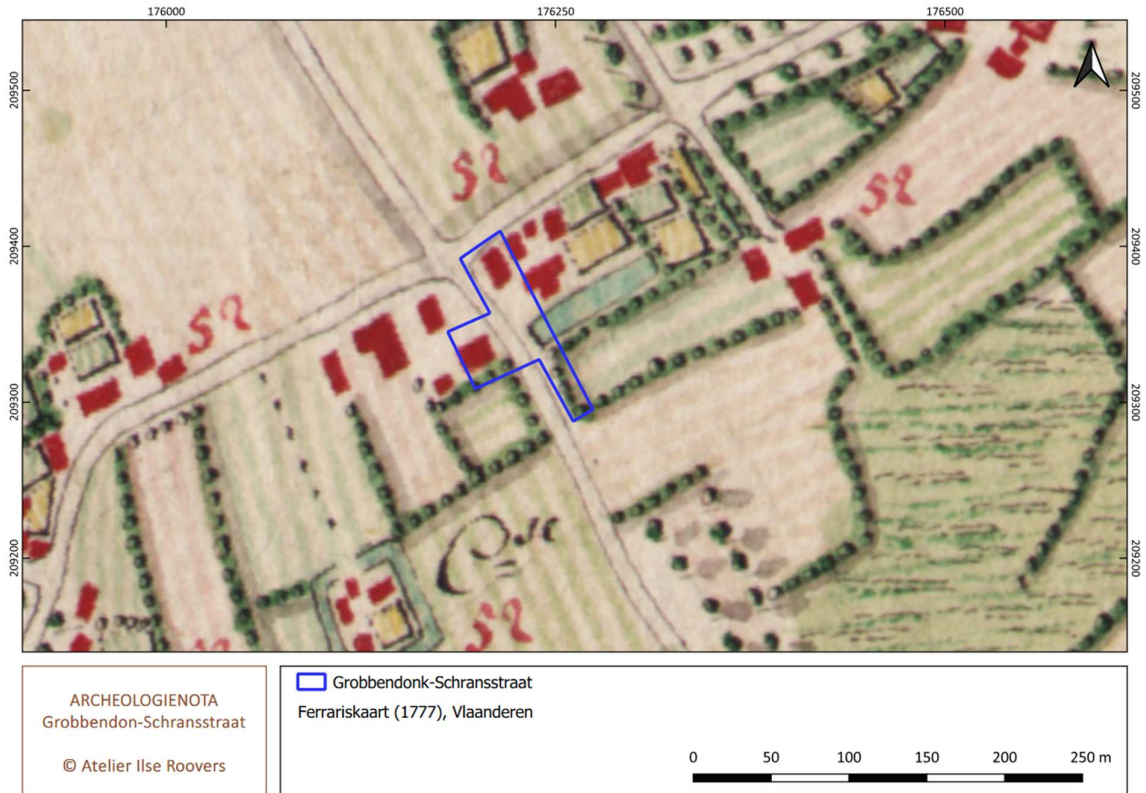 176000 176250 176500
209500 209500
209400 209400
209300 209300
209200 209200
ARCHEOLOGIENOTA
Grobbendon-Schransstraat
© Atelier Ilse Roovers
Grobbendonk-Schransstraat
Ferrariskaart (1777), Vlaanderen
0 50 100 150 200 250 m